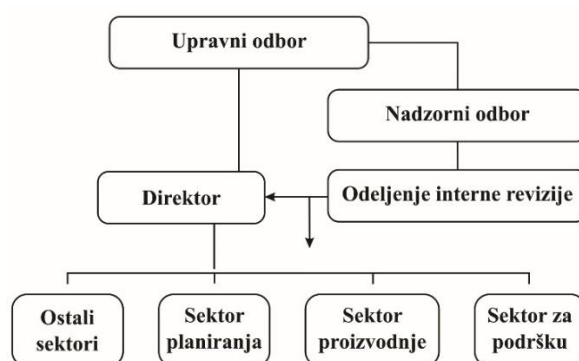 Upravni odbor
Nadzorni odbor
Direktor
Odeljenje interne revizije
Ostali
sektori
Sektor
planiranja
Sektor
proizvodnje
Sektor za
podršku